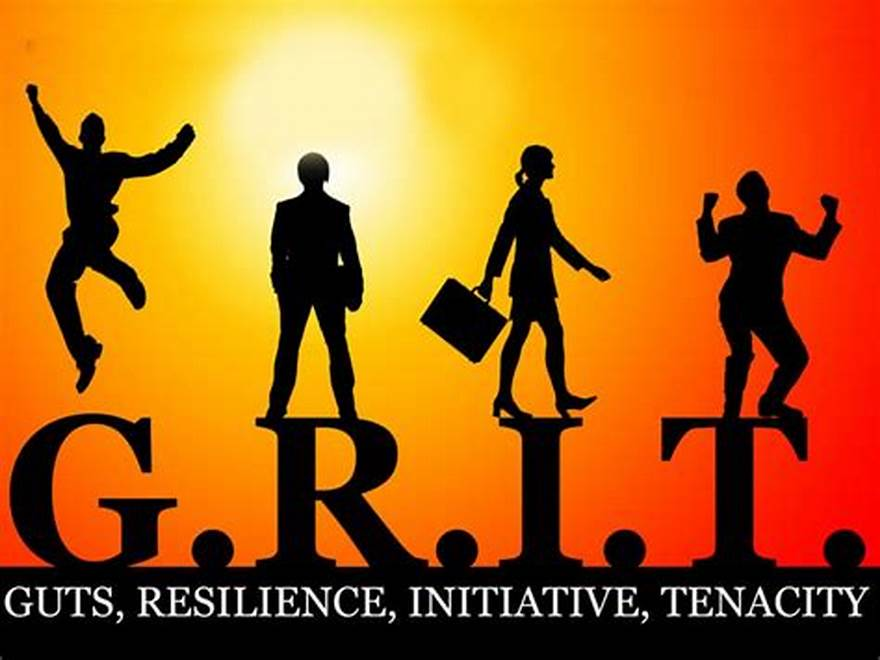 G.R.I.T.
GUTS, RESILIENCE, INITIATIVE, TENACITY